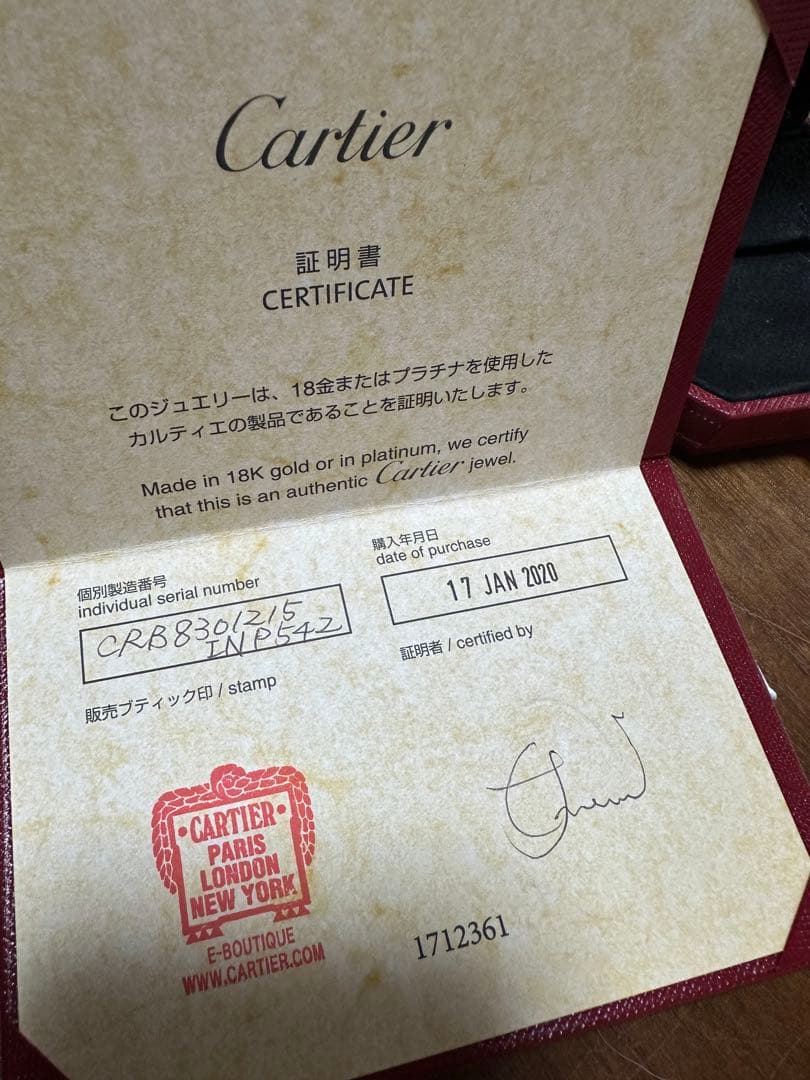 Cartier
証明書
CERTIFICATE
このジュエリーは、18金またはプラチナを使用した
カルティエの製品であることを証明いたします。
Made in 18K gold or in platinum, we certify
that this is an authentic Cartier jewel.
個別製造番号
individual serial number
CRB8301215
INP542
購入年月日
date of purchase
17 JAN 2020
販売ブティック印 / stamp
証明者 / certified by
CARTIER
PARIS
LONDON
NEW YORK
E-BOUTIQUE
WWW.CARTIER.COM
1712361